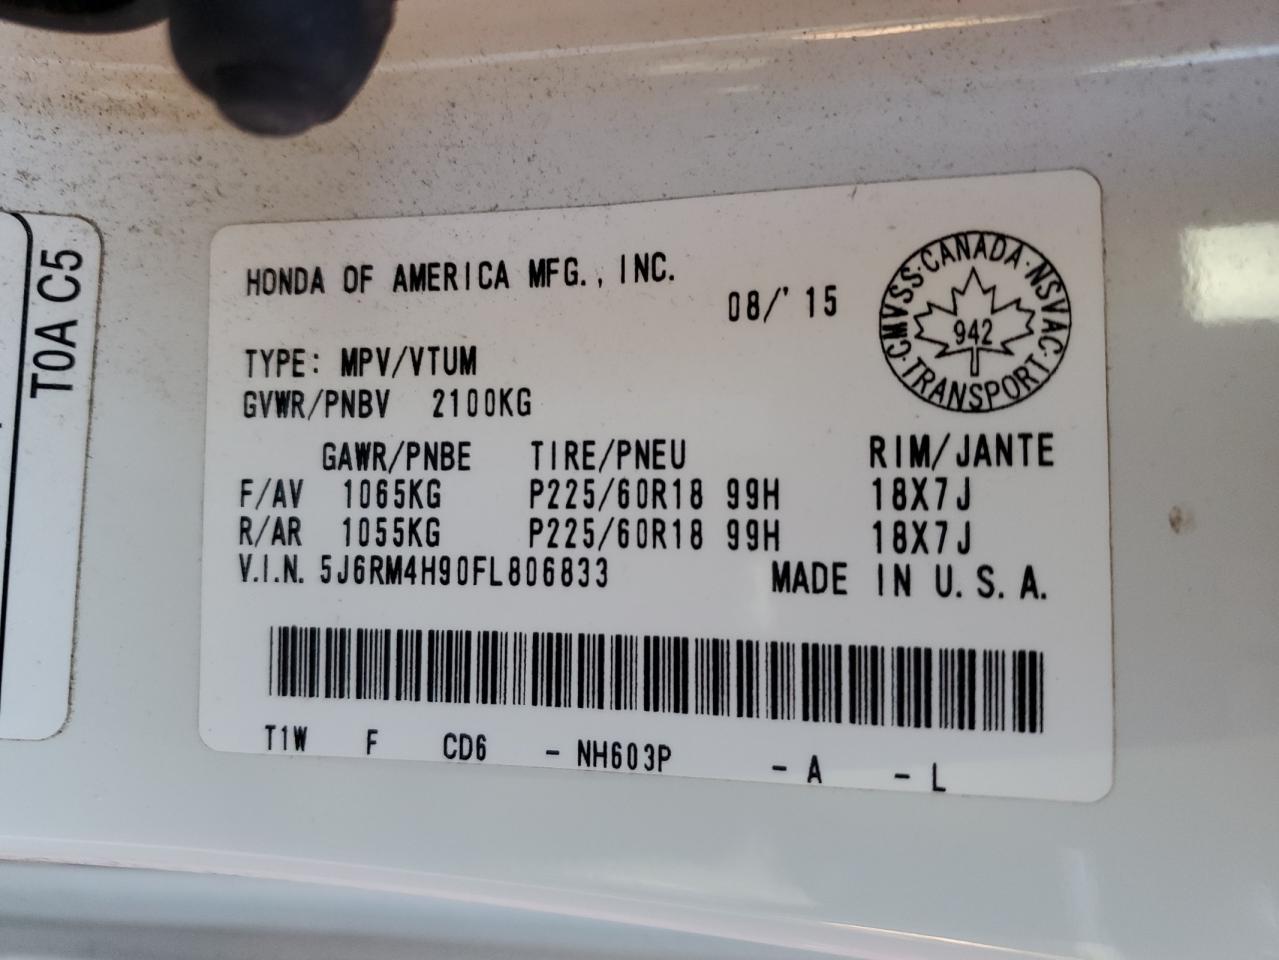 T0A C5
HONDA OF AMERICA MFG., INC.
08/'15
CMVSS·CANADA·NSVAC·TRANSPORT·
942
TYPE: MPV/VTUM
GVWR/PNBV 2100KG
GAWR/PNBE TIRE/PNEU RIM/JANTE
F/AV 1065KG P225/60R18 99H 18X7J
R/AR 1055KG P225/60R18 99H 18X7J
V.I.N. 5J6RM4H90FL806833 MADE IN U.S.A.
T1W F CD6 - NH603P - A - L